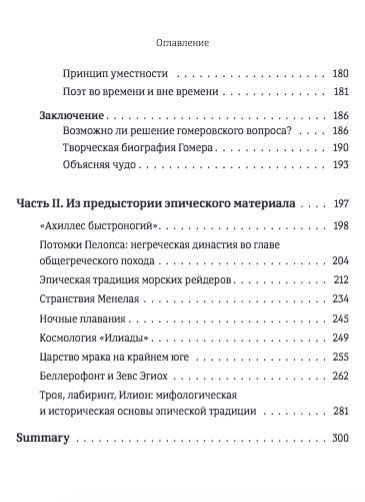 Оглавление
Принцип уместности . . . . . . . . . . . . . . . . . . . . . . 180
Поэт во времени и вне времени . . . . . . . . . . . . . . . 181
Заключение . . . . . . . . . . . . . . . . . . . . . . . . . . . . . 186
Возможно ли решение гомеровского вопроса? . . . . 186
Творческая биография Гомера . . . . . . . . . . . . . . . . 190
Объясняя чудо . . . . . . . . . . . . . . . . . . . . . . . . . . 193
Часть II. Из предыстории эпического материала . . . . 197
«Ахиллес быстроногий» . . . . . . . . . . . . . . . . . . . . . . 198
Потомки Пелопса: негреческая династия во главе
общегреческого похода . . . . . . . . . . . . . . . . . . . . . . 204
Эпическая традиция морских рейдеров . . . . . . . . . . . 212
Странствия Менелая . . . . . . . . . . . . . . . . . . . . . . . . 234
Ночные плавания . . . . . . . . . . . . . . . . . . . . . . . . . . 245
Космология «Илиады» . . . . . . . . . . . . . . . . . . . . . . . 249
Царство мрака на крайнем юге . . . . . . . . . . . . . . . . . 255
Беллерофонт и Зевс Эгиох . . . . . . . . . . . . . . . . . . . . 262
Троя, лабиринт, Илион: мифологическая
и историческая основы эпической традиции . . . . . . . 281
Summary . . . . . . . . . . . . . . . . . . . . . . . . . . . . . . . . 300